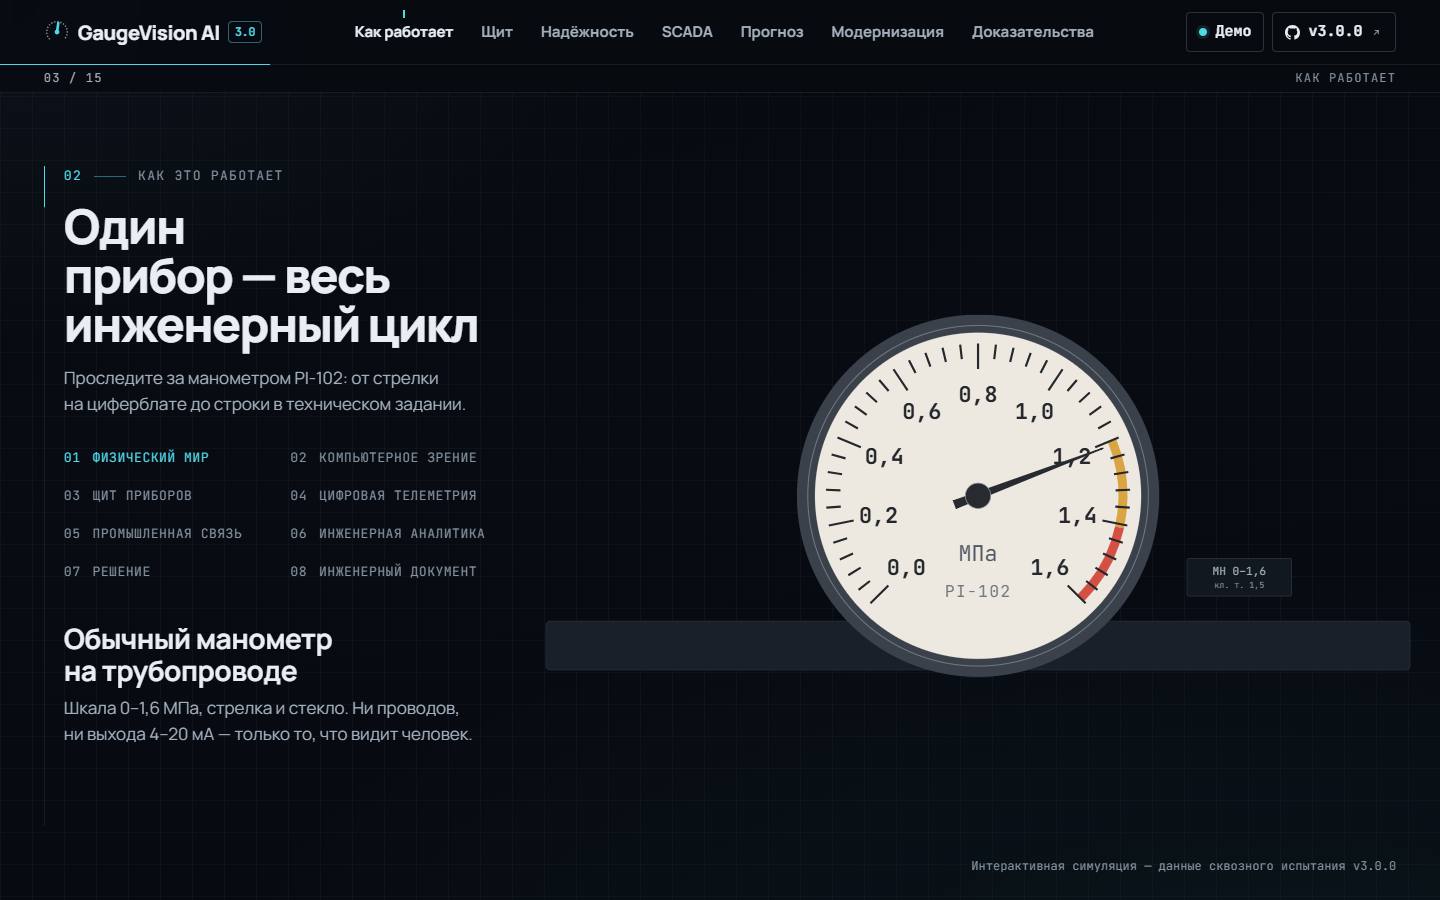 GaugeVision AI 3.0
Как работает Щит Надёжность SCADA Прогноз Модернизация Доказательства
Демо
v3.0.0 ↗
03 / 15
КАК РАБОТАЕТ
02 КАК ЭТО РАБОТАЕТ
Один
прибор — весь
инженерный цикл
Проследите за манометром PI-102: от стрелки
на циферблате до строки в техническом задании.
01 ФИЗИЧЕСКИЙ МИР
02 КОМПЬЮТЕРНОЕ ЗРЕНИЕ
03 ЩИТ ПРИБОРОВ
04 ЦИФРОВАЯ ТЕЛЕМЕТРИЯ
05 ПРОМЫШЛЕННАЯ СВЯЗЬ
06 ИНЖЕНЕРНАЯ АНАЛИТИКА
07 РЕШЕНИЕ
08 ИНЖЕНЕРНЫЙ ДОКУМЕНТ
Обычный манометр
на трубопроводе
Шкала 0–1,6 МПа, стрелка и стекло. Ни проводов,
ни выхода 4–20 мА — только то, что видит человек.
0,0
0,2
0,4
0,6
0,8
1,0
1,2
1,4
1,6
МПа
PI-102
МН 0–1,6
кл. т. 1,5
Интерактивная симуляция — данные сквозного испытания v3.0.0